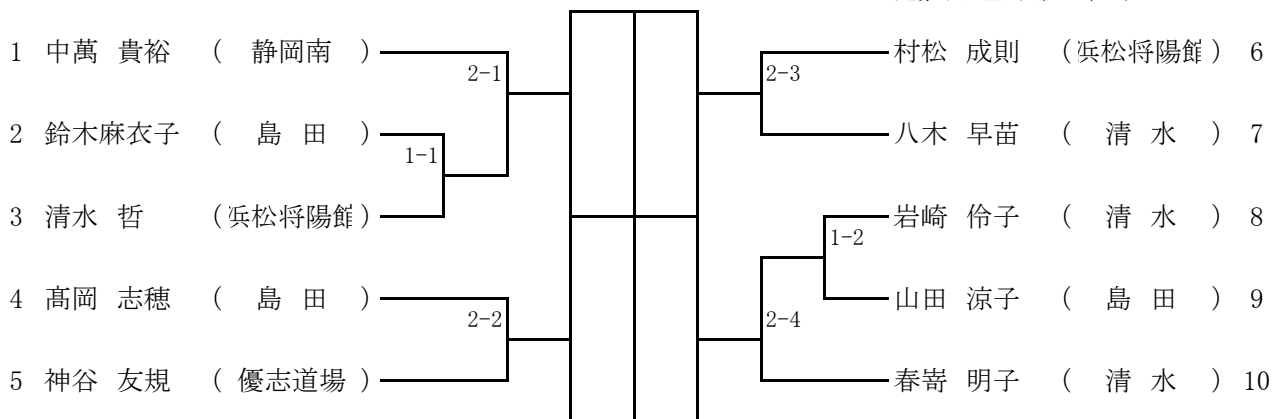 1 中萬 貴裕 ( 静岡南 )
2-1
2 鈴木麻衣子 ( 島 田 )
1-1
3 清水 哲 (浜松将陽館)
4 髙岡 志穂 ( 島 田 )
2-2
5 神谷 友規 ( 優志道場 )
村松 成則 (浜松将陽館) 6
2-3
八木 早苗 ( 清 水 ) 7
岩崎 伶子 ( 清 水 ) 8
1-2
山田 涼子 ( 島 田 ) 9
2-4
春嵜 明子 ( 清 水 ) 10